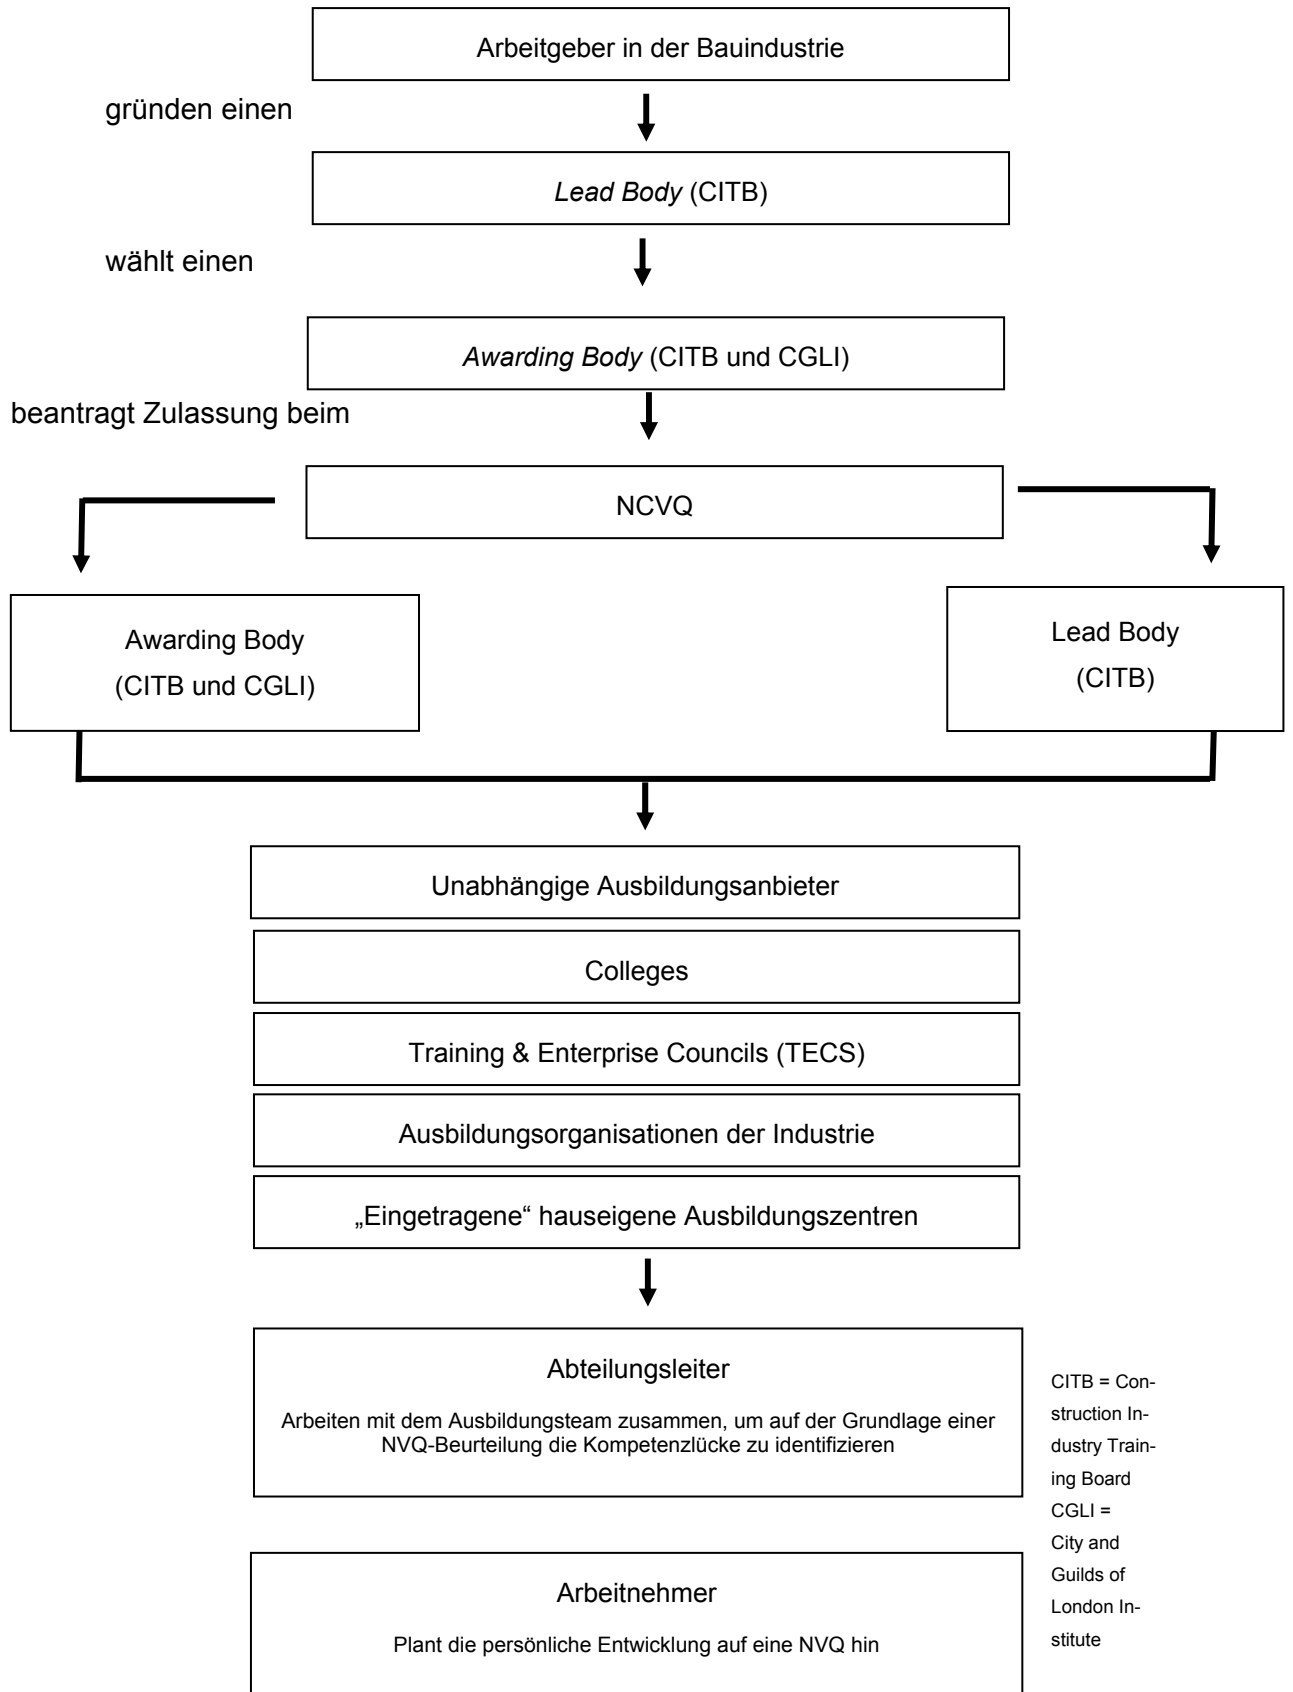 Arbeitgeber in der Bauindustrie
gründen einen
Lead Body (CITB)
wählt einen
Awarding Body (CITB und CGLI)
beantragt Zulassung beim
NCVQ
Awarding Body
(CITB und CGLI)
Lead Body
(CITB)
Unabhängige Ausbildungsanbieter
Colleges
Training & Enterprise Councils (TECS)
Ausbildungsorganisationen der Industrie
„Eingetragene“ hauseigene Ausbildungszentren
Abteilungsleiter
Arbeiten mit dem Ausbildungsteam zusammen, um auf der Grundlage einer
NVQ-Beurteilung die Kompetenzlücke zu identifizieren
CITB = Con-
struction In-
dustry Train-
ing Board
CGLI =
City and
Guilds of
London In-
stitute
Arbeitnehmer
Plant die persönliche Entwicklung auf eine NVQ hin